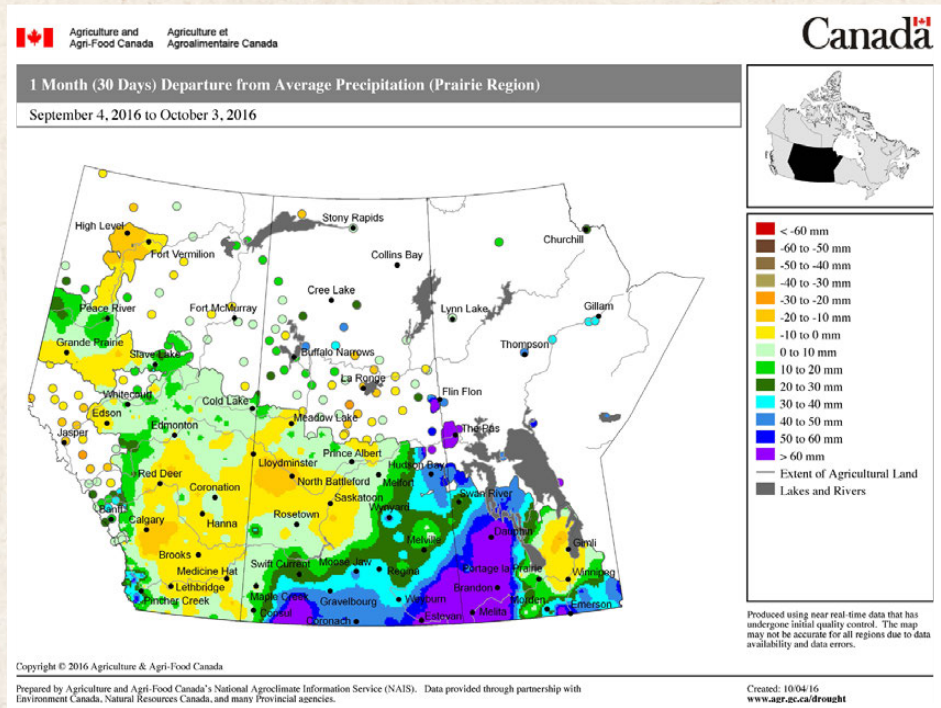 Agriculture and Agriculture et
Agri-Food Canada Agroalimentaire Canada
Canada
1 Month (30 Days) Departure from Average Precipitation (Prairie Region)
September 4, 2016 to October 3, 2016
Stony Rapids
High Level
Churchill
Fort Vermilion
Collins Bay
Cree Lake
Peace River
Fort McMurray
Lynn Lake
Gillam
Grande Prairie
Slave Lake
Buffalo Narrows
Thompson
La Ronge
Whitecourt
Cold Lake
Flin Flon
Edson
Meadow Lake
Jasper
Edmonton
The Pas
Lloydminster
Prince Albert
Hudson Bay
Red Deer
North Battleford
Melfort
Coronation
Saskatoon
Swan River
Banff
Wynyard
Calgary
Hanna
Rosetown
Dauphin
Melville
Gimli
Brooks
Swift Current
Moose Jaw
Regina
Portage la Prairie
Medicine Hat
Winnipeg
Lethbridge
Brandon
Pincher Creek
Maple Creek
Gravelbourg
Weyburn
Morden
Consul
Emerson
Coronach
Estevan
Melita
< -60 mm
-60 to -50 mm
-50 to -40 mm
-40 to -30 mm
-30 to -20 mm
-20 to -10 mm
-10 to 0 mm
0 to 10 mm
10 to 20 mm
20 to 30 mm
30 to 40 mm
40 to 50 mm
50 to 60 mm
> 60 mm
Extent of Agricultural Land
Lakes and Rivers
Produced using near real-time data that has
undergone initial quality control. The map
may not be accurate for all regions due to data
availability and data errors.
Copyright © 2016 Agriculture & Agri-Food Canada
Prepared by Agriculture and Agri-Food Canada's National Agroclimate Information Service (NAIS). Data provided through partnership with
Environment Canada, Natural Resources Canada, and many Provincial agencies.
Created: 10/04/16
www.agr.gc.ca/drought